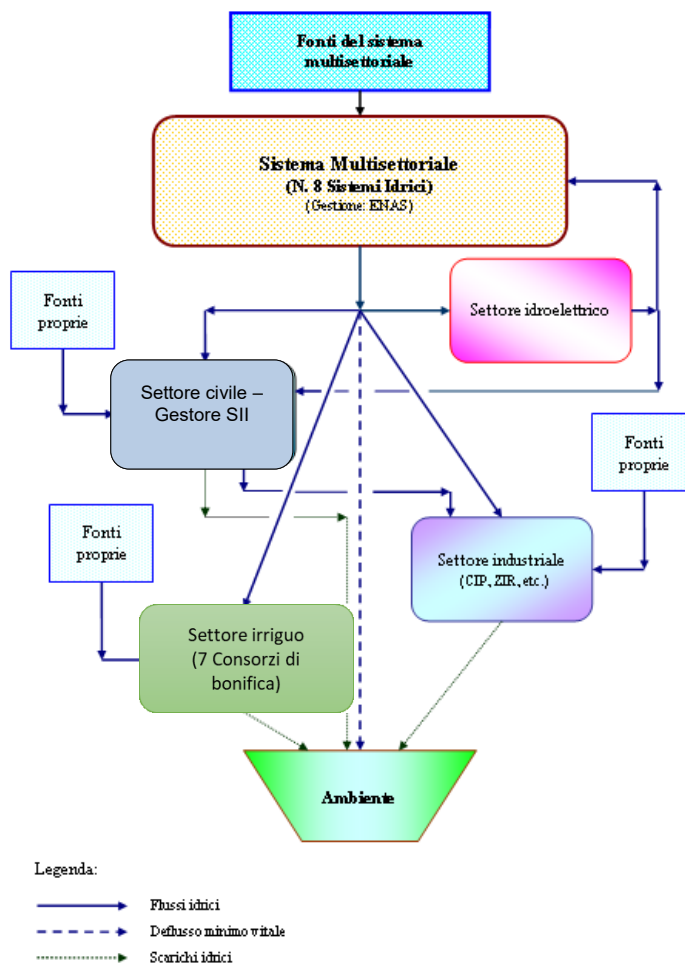 Fonti del sistema
multisettoriale
Sistema Multisettoriale
(N. 8 Sistemi Idrici)
(Gestione: ENAS)
Fonti
proprie
Settore idroelettrico
Settore civile –
Gestore SII
Fonti
proprie
Fonti
proprie
Settore industriale
(CIP, ZIR, etc.)
Settore irriguo
(7 Consorzi di
bonifica)
Ambiente
Legenda:
Flussi idrici
Deflusso minimo vitale
Scarichi idrici